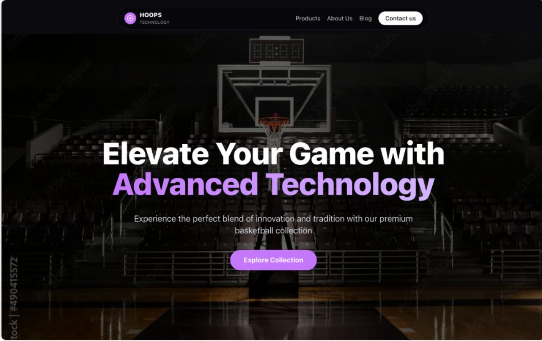 HOOPS
TECHNOLOGY
Products About Us Blog Contact us
Elevate Your Game with
Advanced Technology
Experience the perfect blend of innovation and tradition with our premium
basketball collection
Explore Collection
tock | #490415572